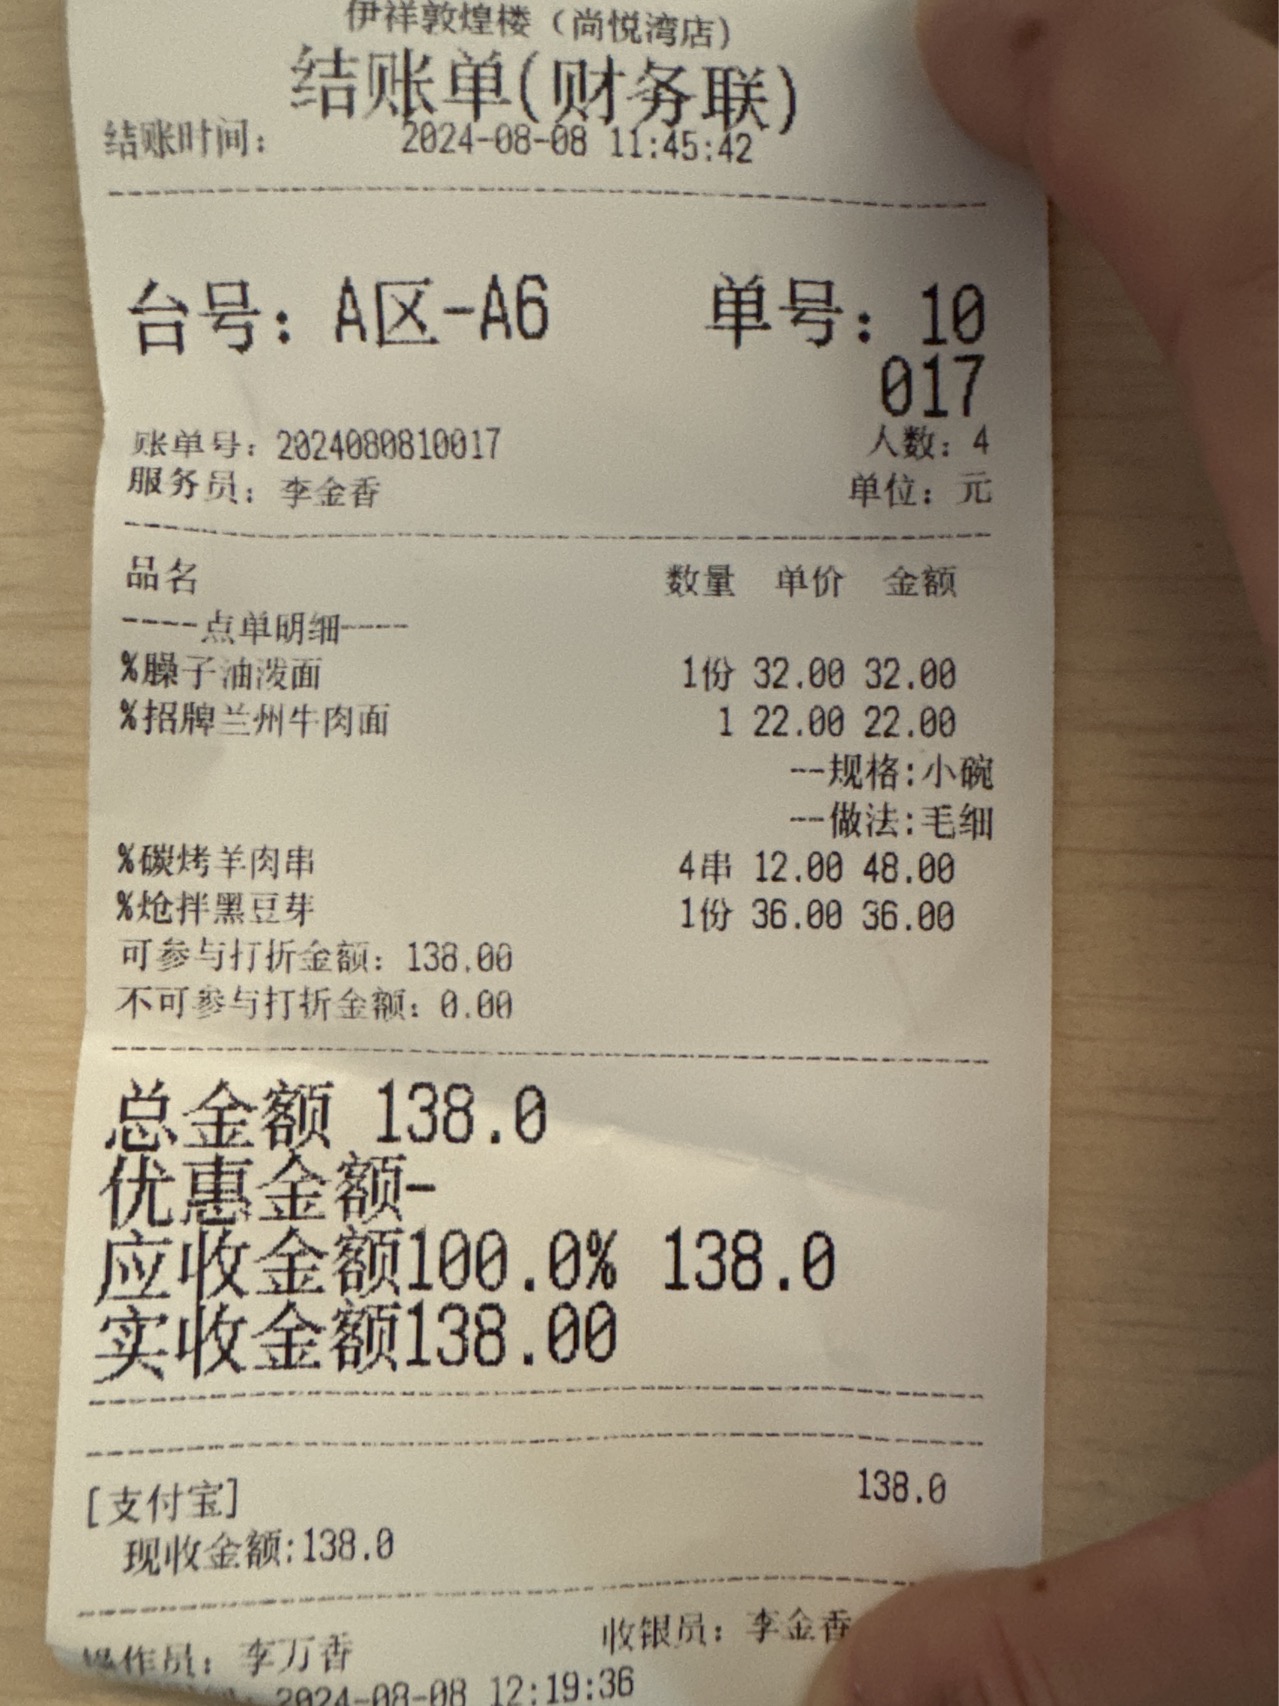 伊祥敦煌楼（尚悦湾店）
结账单(财务联)
结账时间： 2024-08-08 11:45:42
台号：A区-A6 单号：10
017
账单号：2024080810017 人数：4
服务员：李金香 单位：元
品名 数量 单价 金额
----点单明细----
%臊子油泼面 1份 32.00 32.00
%招牌兰州牛肉面 1 22.00 22.00
--规格:小碗
--做法:毛细
%碳烤羊肉串 4串 12.00 48.00
%炝拌黑豆芽 1份 36.00 36.00
可参与打折金额：138.00
不可参与打折金额：0.00
总金额 138.0
优惠金额-
应收金额100.0% 138.0
实收金额138.00
[支付宝] 138.0
现收金额:138.0
操作员：李万香 收银员：李金香
2024-08-08 12:19:36